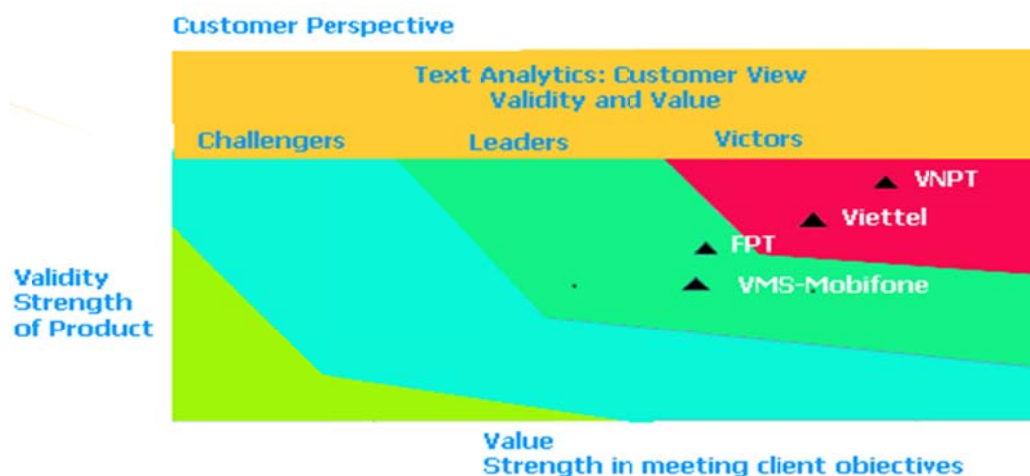 Customer Perspective
Text Analytics: Customer View
Validity and Value
Challengers
Leaders
Victors
VNPT
Viettel
FPT
VMS-Mobifone
Validity
Strength
of Product
Value
Strength in meeting client objectives